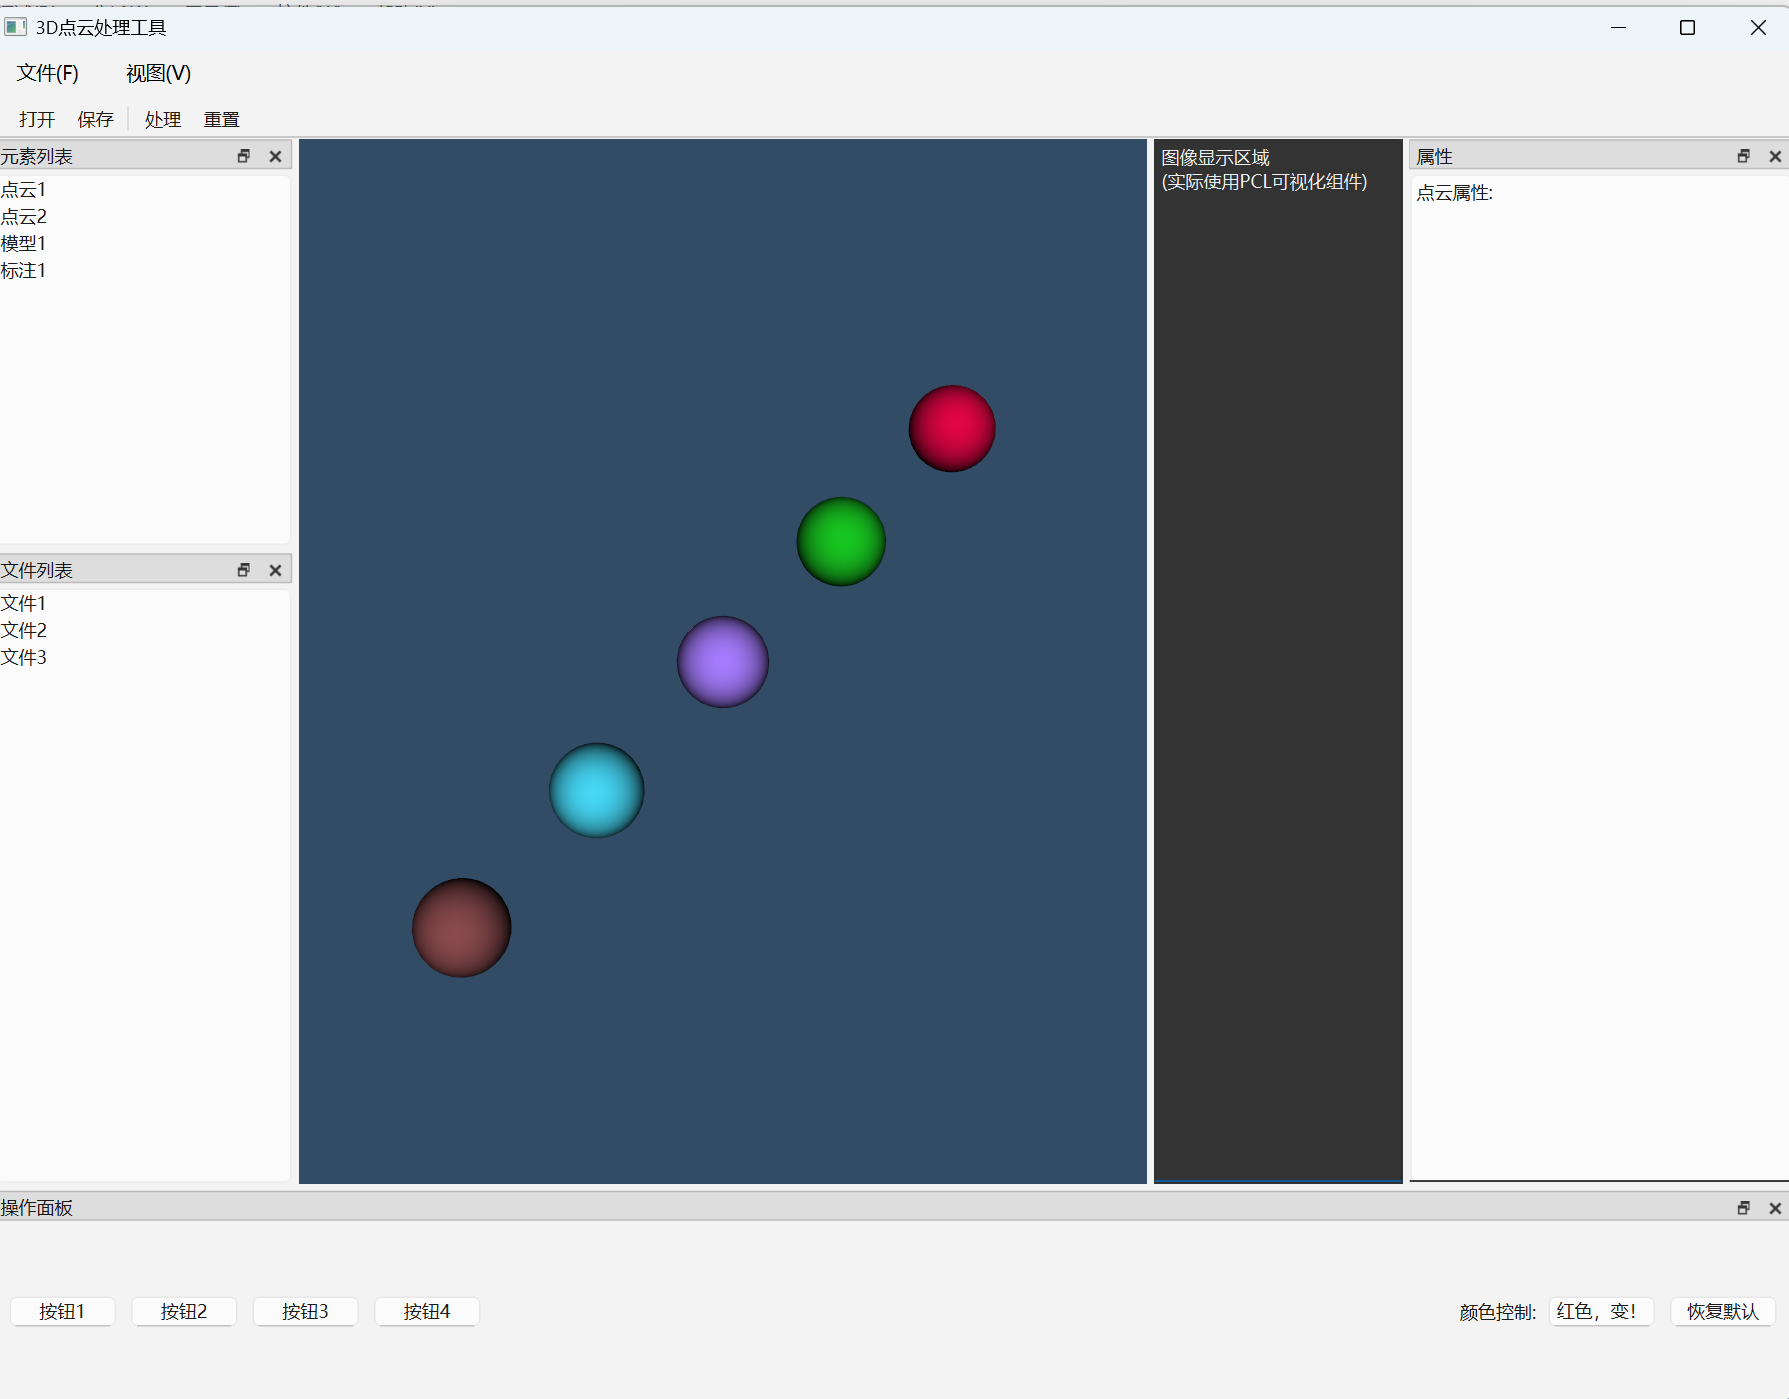 3D点云处理工具
文件(F) 视图(V)
打开 保存 处理 重置
元素列表
点云1
点云2
模型1
标注1
文件列表
文件1
文件2
文件3
图像显示区域
(实际使用PCL可视化组件)
属性
点云属性:
操作面板
按钮1 按钮2 按钮3 按钮4 颜色控制: 红色，变! 恢复默认